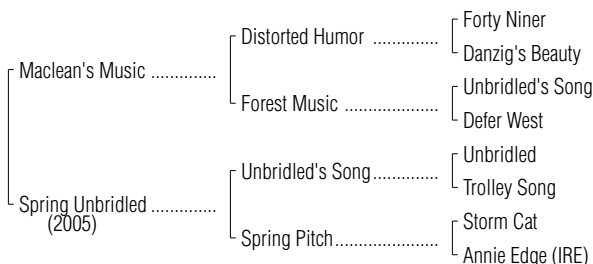 Forty Niner
Distorted Humor ..............
Danzig's Beauty
Maclean's Music ..............
Unbridled's Song
Forest Music ....................
Defer West
Unbridled
Unbridled's Song..............
Trolley Song
Spring Unbridled ..............
(2005)
Storm Cat
Spring Pitch......................
Annie Edge (IRE)